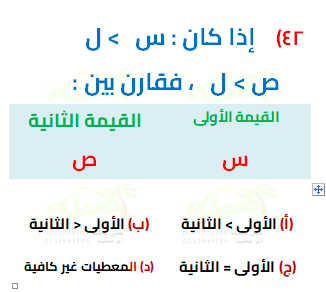 ٤٢) إذا كان : س > ل
ص > ل ، فقارن بين :
القيمة الأولى القيمة الثانية
س ص
(أ) الأولى > الثانية (ب) الأولى < الثانية
(ج) الأولى = الثانية (د) المعطيات غير كافية